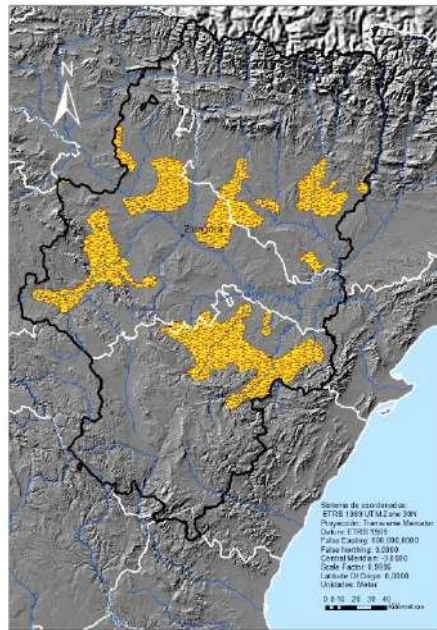 N
Zaragoza
Sistema de coordenadas:
ETRS 1989 UTM Zone 30N
Proyección: Transverse Mercator
Datum: ETRS 1989
False Easting: 500.000,0000
False Northing: 0,0000
Central Meridian: -3,0000
Scale Factor: 0,9996
Latitude Of Origin: 0,0000
Unidades: Meter
0 5 10 20 30 40
Kilómetros